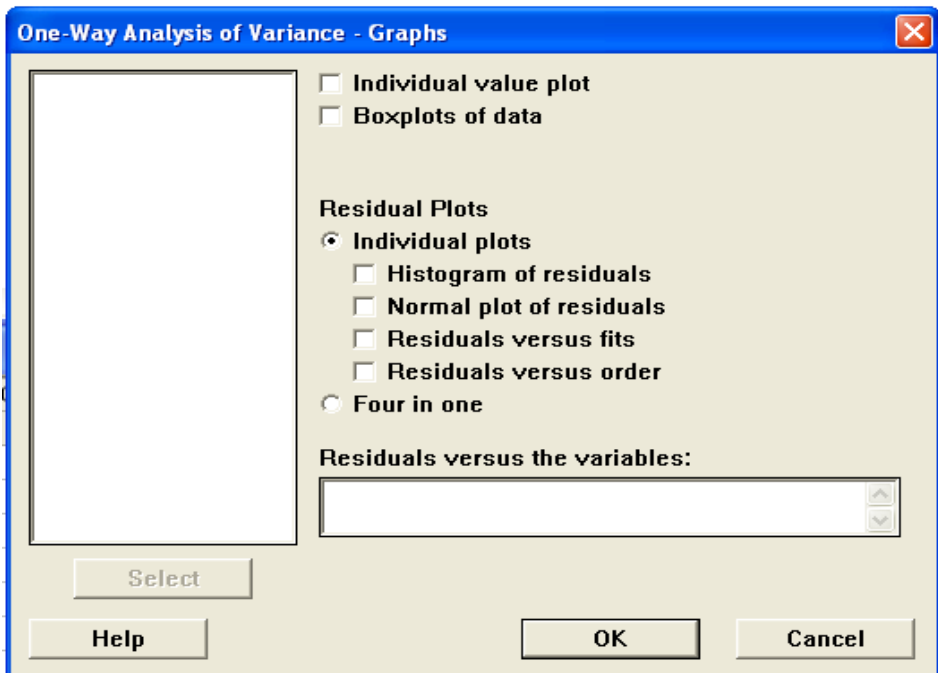 One-Way Analysis of Variance - Graphs
Individual value plot
Boxplots of data
Residual Plots
Individual plots
Histogram of residuals
Normal plot of residuals
Residuals versus fits
Residuals versus order
Four in one
Residuals versus the variables:
Select
Help
OK
Cancel